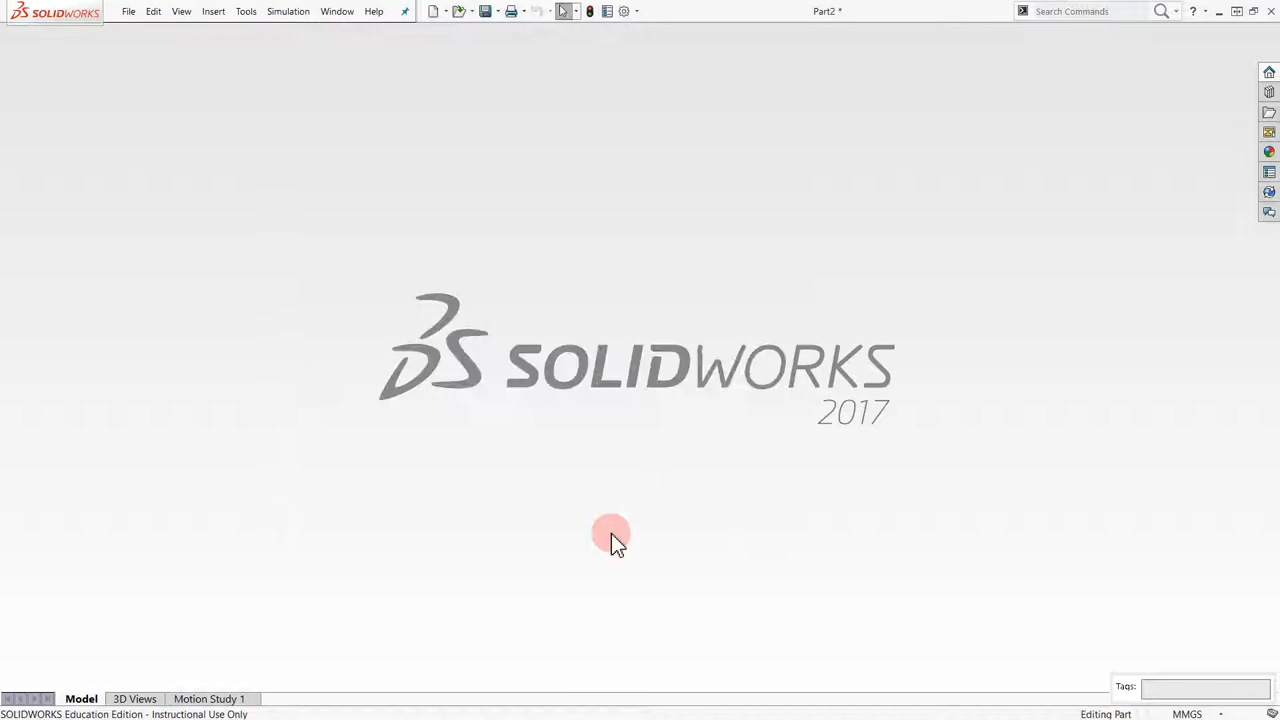 SOLIDWORKS File Edit View Insert Tools Simulation Window Help Part2 * Search Commands ?
SOLIDWORKS
2017
Tags:
Model 3D Views Motion Study 1
SOLIDWORKS Education Edition - Instructional Use Only Editing Part MMGS